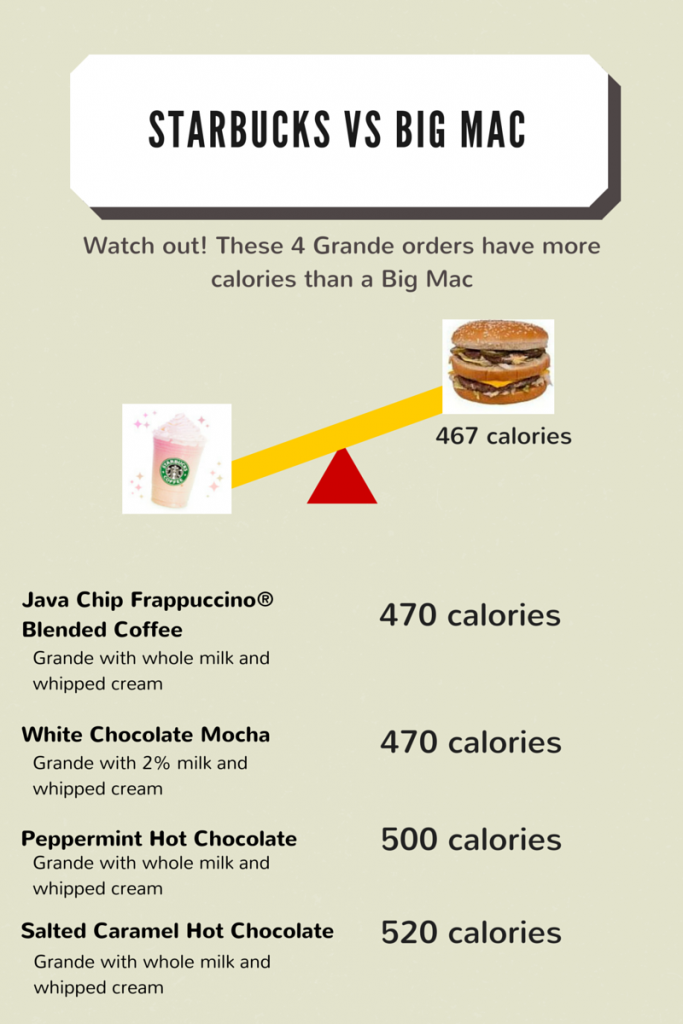 STARBUCKS VS BIG MAC
Watch out! These 4 Grande orders have more
calories than a Big Mac
467 calories
STARBUCKS
COFFEE
Java Chip Frappuccino®
Blended Coffee
470 calories
Grande with whole milk and
whipped cream
White Chocolate Mocha
470 calories
Grande with 2% milk and
whipped cream
Peppermint Hot Chocolate
500 calories
Grande with whole milk and
whipped cream
Salted Caramel Hot Chocolate
520 calories
Grande with whole milk and
whipped cream